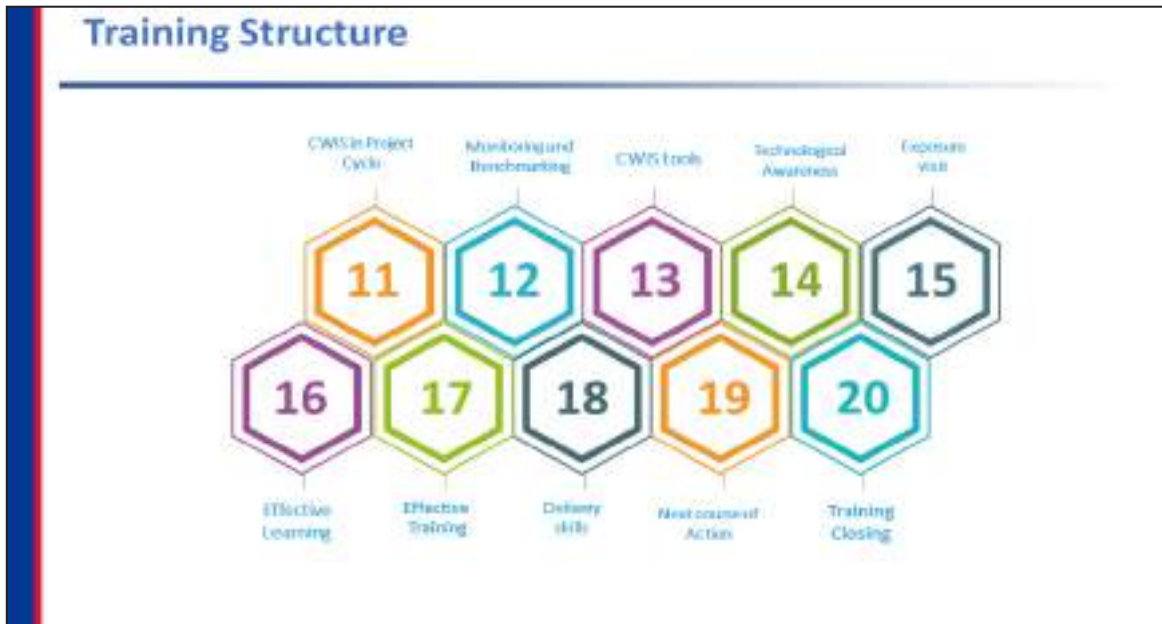 Training Structure
CWIS in Project
Cycle
Monitoring and
Benchmarking
CWIS tools
Technological
Awareness
Exposure
visit
11
12
13
14
15
16
17
18
19
20
Effective
Learning
Effective
Training
Delivery
skills
Next course of
Action
Training
Closing